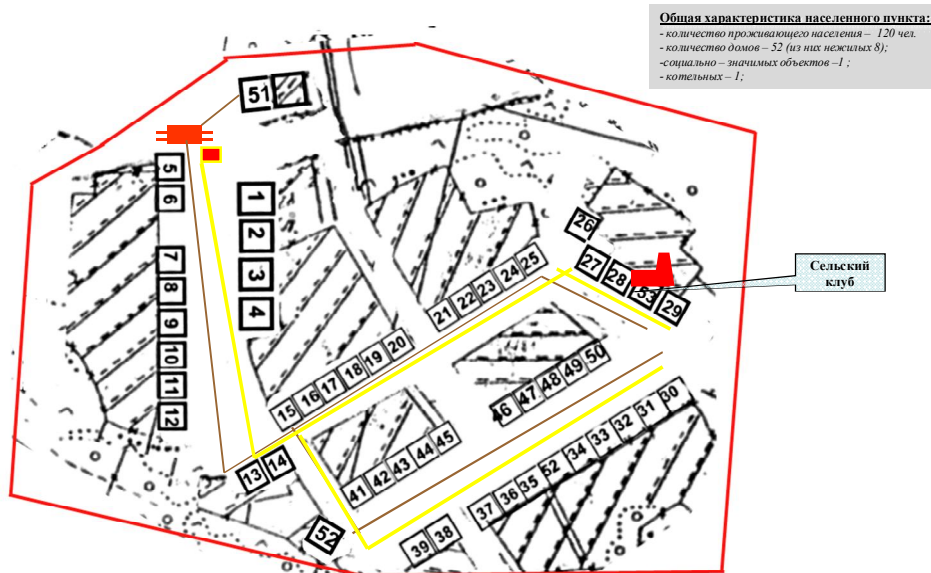 Общая характеристика населенного пункта:
- количество проживающего населения – 120 чел.
- количество домов – 52 (из них нежилых 8);
-социально – значимых объектов –1 ;
- котельных – 1;
51
5
6
1
2
3
4
7
8
9
10
11
12
26
27
28
53
29
Сельский
клуб
21 22 23 24 25
15 16 17 18 19 20
46 47 48 49 50
13 14
41 42 43 44 45
37 36 35 52 34 33 32 31 30
52
39 38